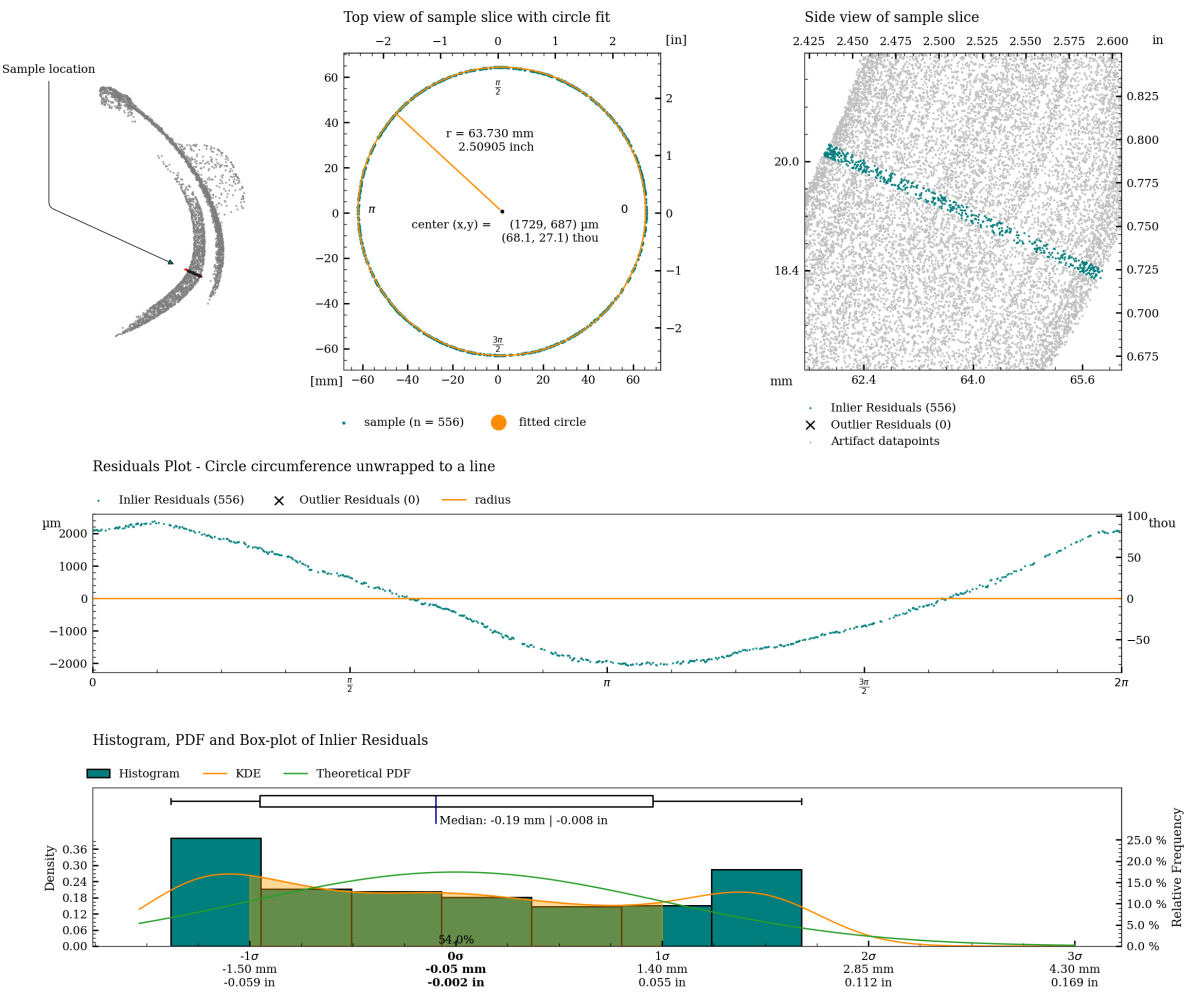 Sample location
Top view of sample slice with circle fit
−2 −1 0 1 2 [in]
60
40
20
0
−20
−40
−60
2
1
0
−1
−2
π/2
π
0
3π/2
r = 63.730 mm
2.50905 inch
center (x,y) = (1729, 687) µm
(68.1, 27.1) thou
[mm] −60 −40 −20 0 20 40 60
sample (n = 556) fitted circle
Side view of sample slice
2.425 2.450 2.475 2.500 2.525 2.550 2.575 2.600 in
20.0
18.4
0.825
0.800
0.775
0.750
0.725
0.700
0.675
mm 62.4 64.0 65.6
Inlier Residuals (556)
Outlier Residuals (0)
Artifact datapoints
Residuals Plot - Circle circumference unwrapped to a line
Inlier Residuals (556) Outlier Residuals (0) radius
µm
2000
1000
0
−1000
−2000
100 thou
50
0
−50
0 π/2 π 3π/2 2π
Histogram, PDF and Box-plot of Inlier Residuals
Histogram KDE Theoretical PDF
Median: -0.19 mm | -0.008 in
Density
0.36
0.30
0.24
0.18
0.12
0.06
0.00
25.0 %
20.0 %
15.0 %
10.0 %
5.0 %
0.0 %
Relative Frequency
54.0%
-1σ 0σ 1σ 2σ 3σ
-1.50 mm -0.05 mm 1.40 mm 2.85 mm 4.30 mm
-0.059 in -0.002 in 0.055 in 0.112 in 0.169 in